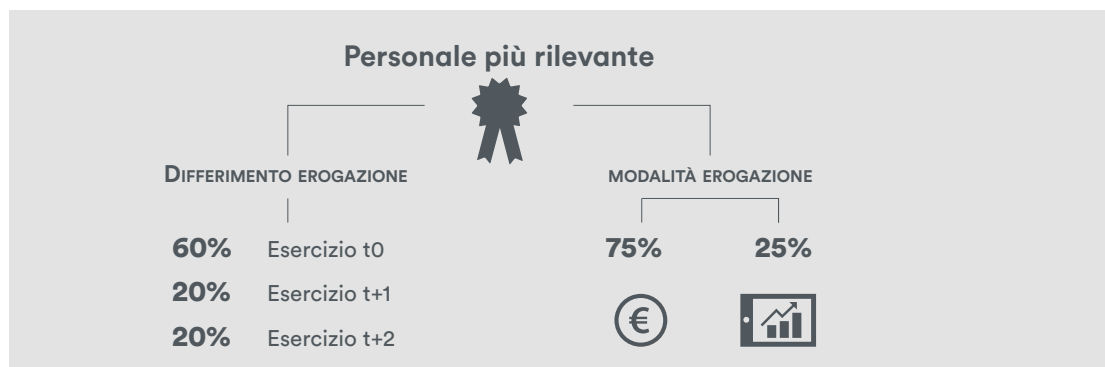 Personale più rilevante
Differimento erogazione
modalità erogazione
60% Esercizio t0
20% Esercizio t+1
20% Esercizio t+2
75% 25%
€